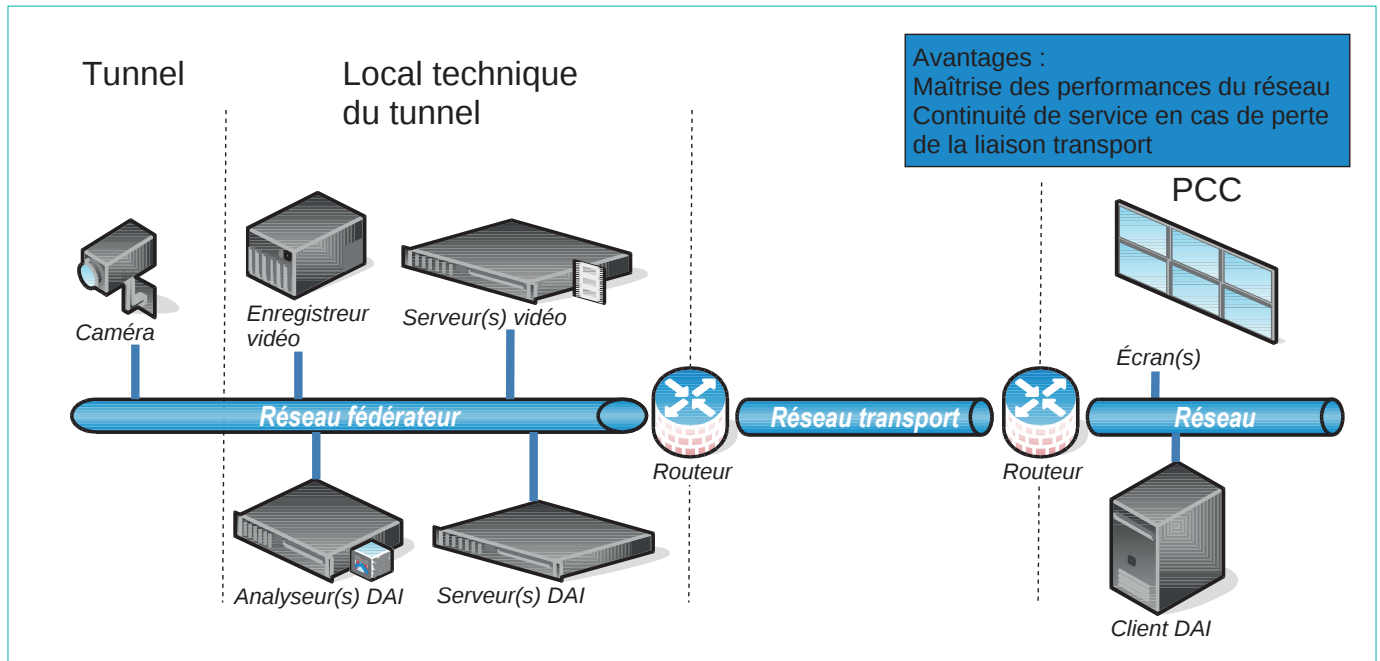 Tunnel
Local technique
du tunnel
Avantages :
Maîtrise des performances du réseau
Continuité de service en cas de perte
de la liaison transport
PCC
Caméra
Enregistreur
vidéo
Serveur(s) vidéo
Écran(s)
Réseau fédérateur
Réseau transport
Réseau
Routeur
Routeur
Analyseur(s) DAI
Serveur(s) DAI
Client DAI